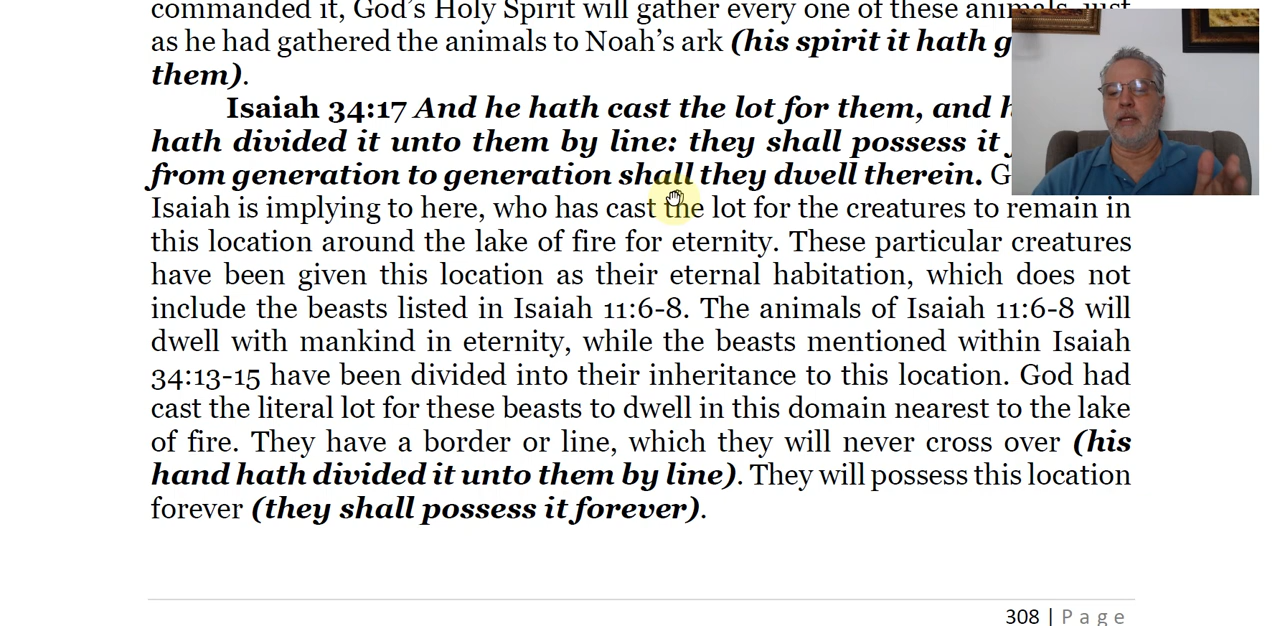 commanded it, God's Holy Spirit will gather every one of these animals, just
as he had gathered the animals to Noah's ark (his spirit it hath
them).
Isaiah 34:17 And he hath cast the lot for them, and
hath divided it unto them by line: they shall possess it
from generation to generation shall they dwell therein.
Isaiah is implying to here, who has cast the lot for the creatures to remain in
this location around the lake of fire for eternity. These particular creatures
have been given this location as their eternal habitation, which does not
include the beasts listed in Isaiah 11:6-8. The animals of Isaiah 11:6-8 will
dwell with mankind in eternity, while the beasts mentioned within Isaiah
34:13-15 have been divided into their inheritance to this location. God had
cast the literal lot for these beasts to dwell in this domain nearest to the lake
of fire. They have a border or line, which they will never cross over (his
hand hath divided it unto them by line). They will possess this location
forever (they shall possess it forever).
308 | Page